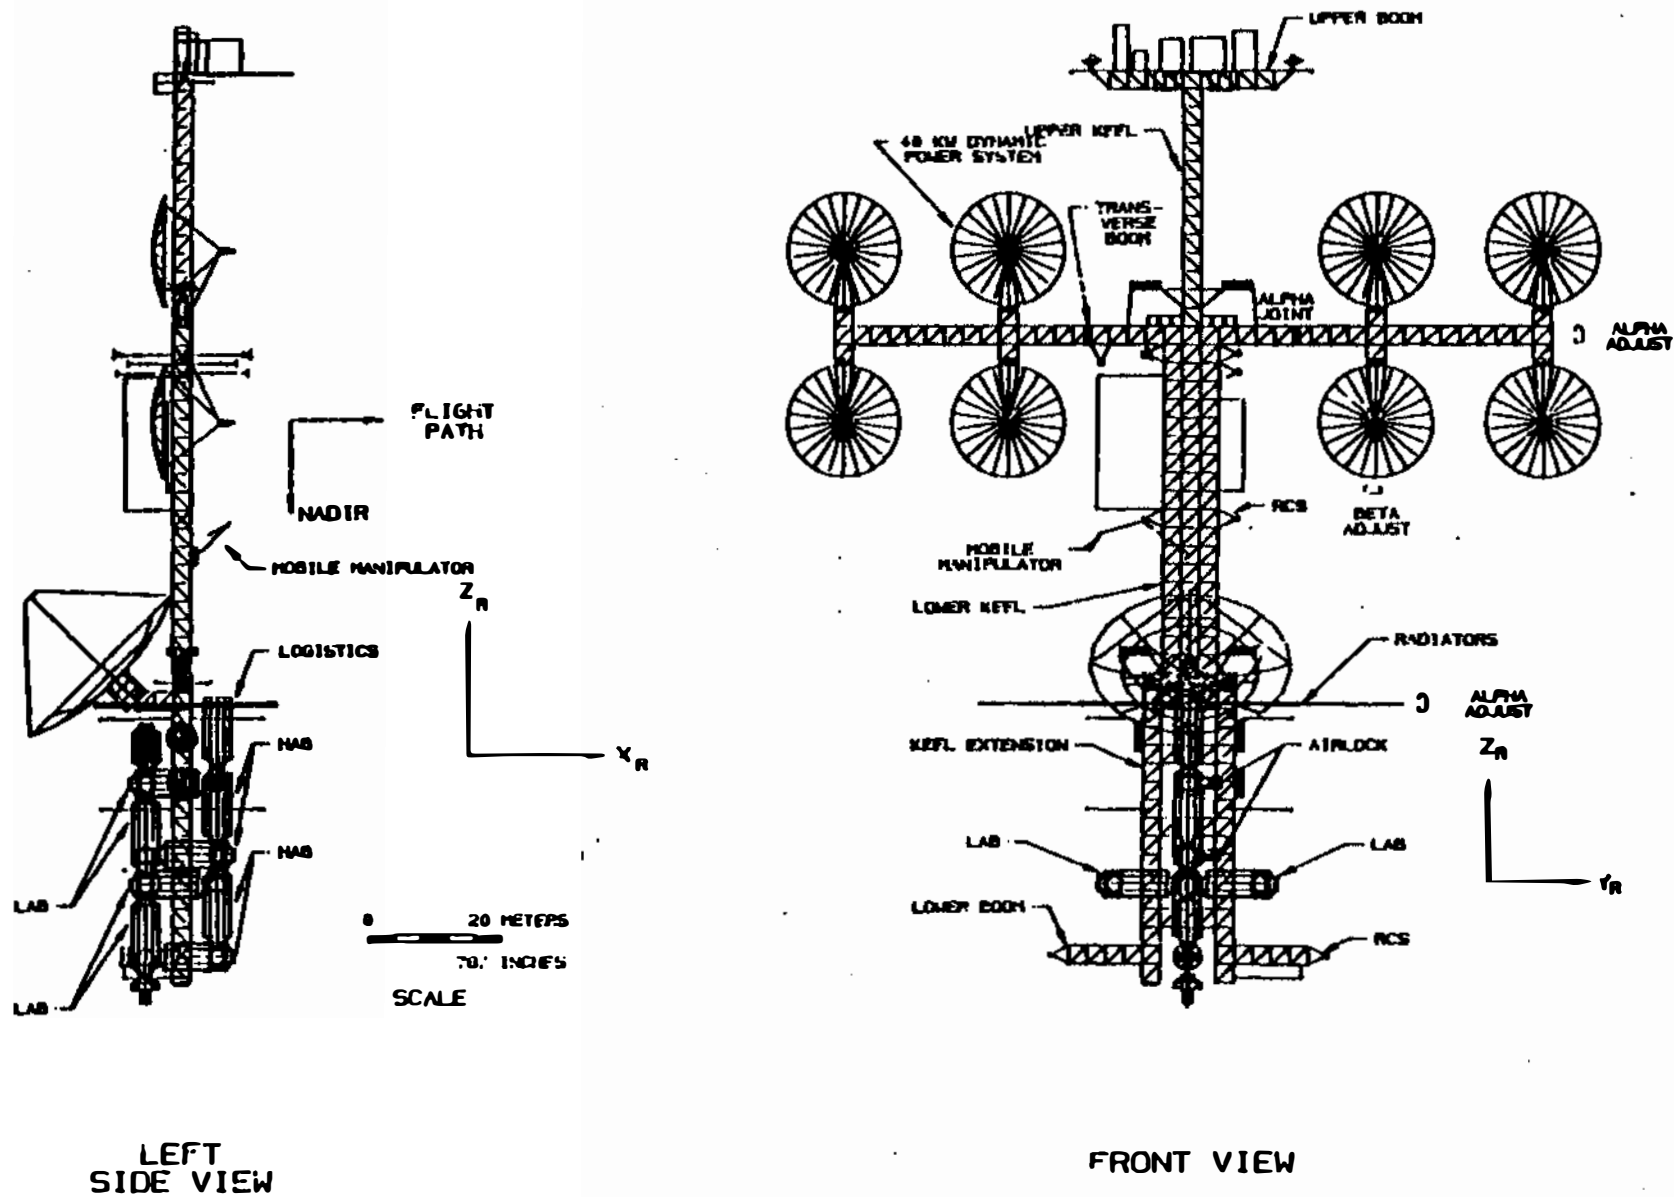 FLIGHT
PATH
NADIR
MOBILE MANIPULATOR
Z R
LOGISTICS
HAB
X R
HAB
LAB
0 20 METERS
INCHES
SCALE
LAB
LEFT
SIDE VIEW
UPPER BOOM
UPPER KEEL
DYNAMIC
POWER SYSTEM
TRANS-
VERSE
BOOM
ALPHA
JOINT
ALPHA
ADJUST
RCS
BETA
ADJUST
MOBILE
MANIPULATOR
LOWER KEEL
RADIATORS
ALPHA
ADJUST
KEEL EXTENSION
AIRLOCK
Z R
LAB
LAB
Y R
LOWER BOOM
RCS
FRONT VIEW